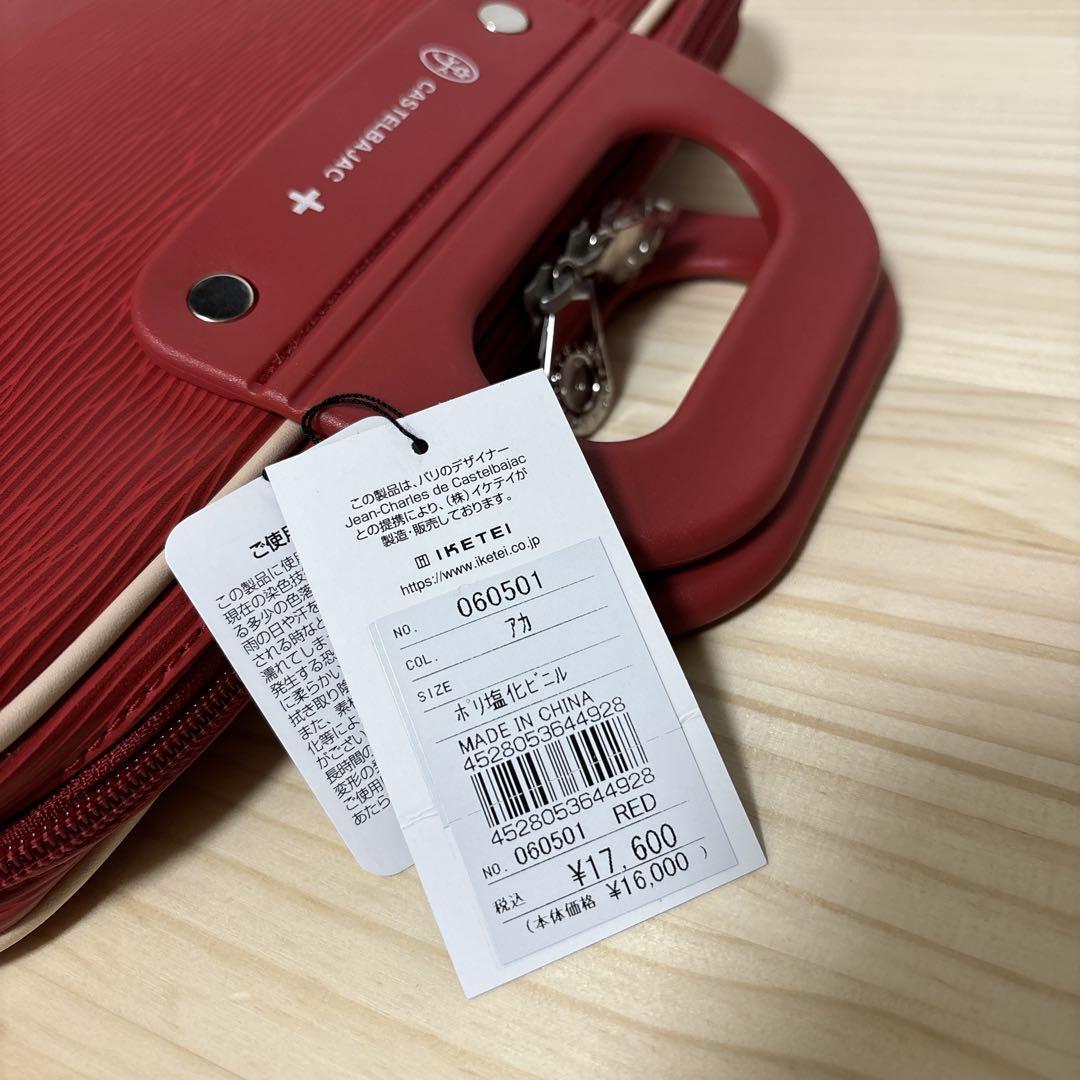 CASTELBAJAC
この製品は、パリのデザイナー
Jean-Charles de Castelbajac
との提携により、(株)イケテイが
製造・販売しております。
IKETEI
https://www.iketei.co.jp
NO. 060501
COL. アカ
SIZE
ポリ塩化ビニル
MADE IN CHINA
4528053644928
4528053644928
NO. 060501 RED
税込 ¥17,600
(本体価格 ¥16,000 )
ご使用
この製品に使用
現在の染色技
る多少の色落
雨の日や汗を
される時など
濡れてしま
発生する恐
に柔らかい
拭き取り陰
また、素材
化等によ
がござい
長時間の
変形の
ご使用
あたら